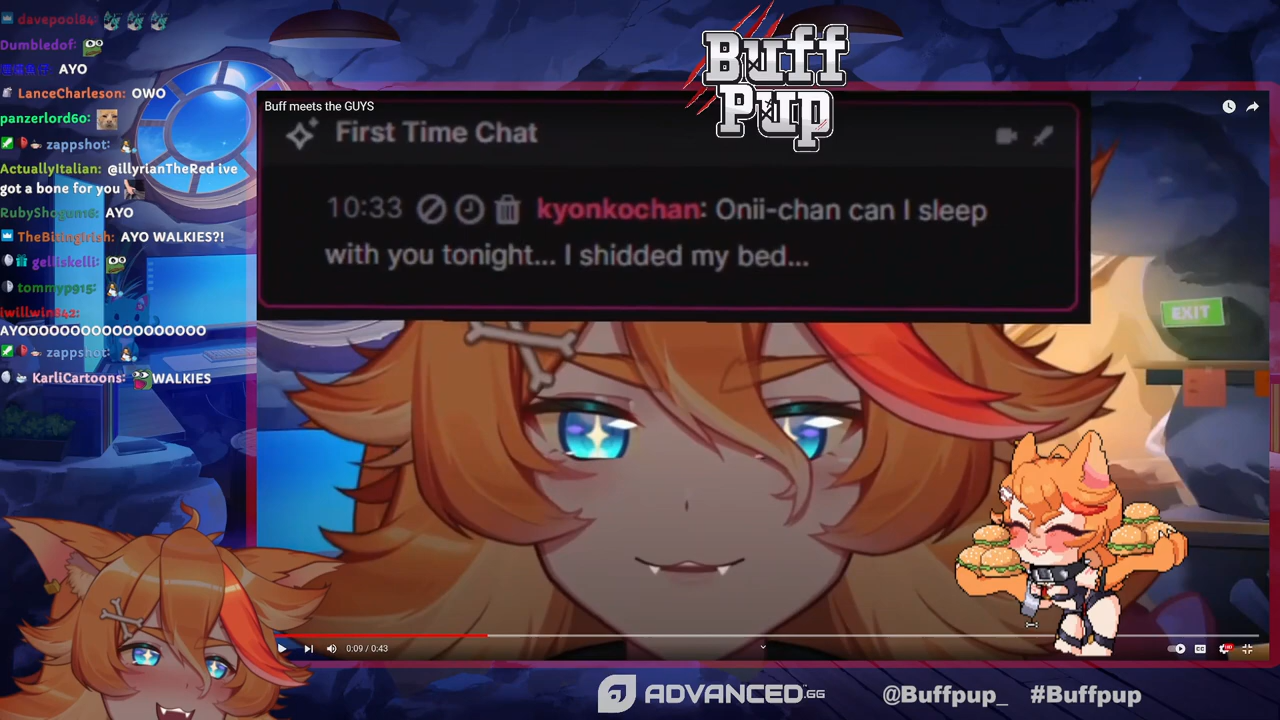 davepool84:
Dumbledof:
AYO
LanceCharleson: OWO
panzerlord60:
zappshot:
ActuallyItalian: @illyrianTheRed ive
got a bone for you
RubyShogun16: AYO
TheBitingIrish: AYO WALKIES?!
gelliskelli:
tommyp915:
iwillwin842:
AYOOOOOOOOOOOOOOOOOO
zappshot:
KarliCartoons: WALKIES
Buff
Pup
Buff meets the GUYS
First Time Chat
10:33 kyonkochan: Onii-chan can I sleep
with you tonight... I shidded my bed...
EXIT
0:09 / 0:43
ADVANCED.GG
@Buffpup_
#Buffpup